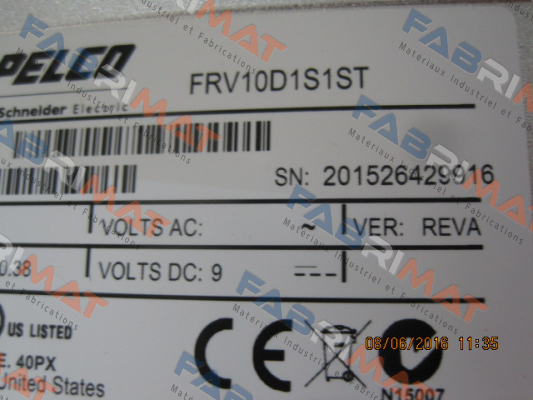 PELCO
Schneider Electric
FRV10D1S1ST
SN: 201526429916
VOLTS AC: ~
VER: REVA
0.38
VOLTS DC: 9
US LISTED
E. 40PX
United States
CE
N15007
08/06/2016 11:35
FABRIMAT
Matériaux Industriel et Fabrications